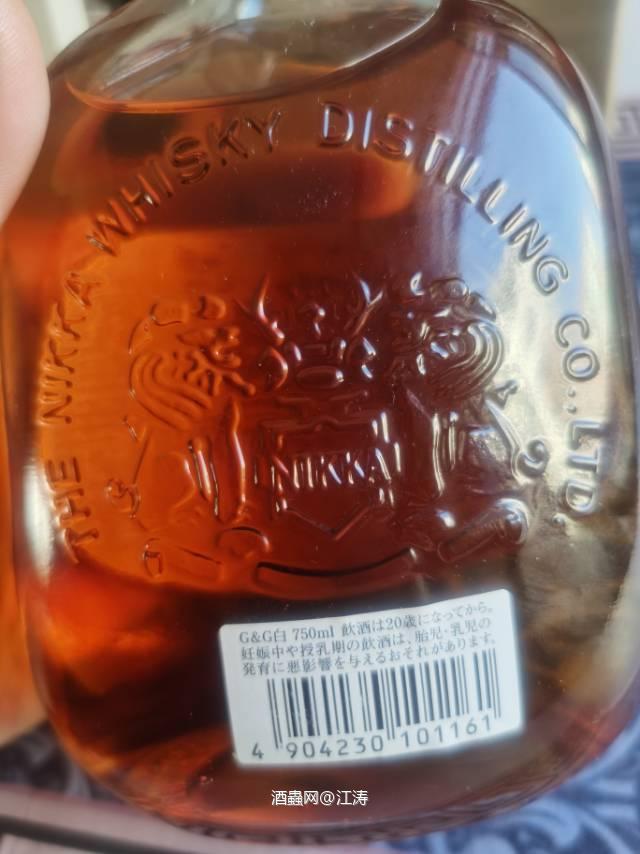 THE NIKKA WHISKY DISTILLING CO., LTD.
NIKKA
G&G白 750ml 飲酒は20歳になってから。
妊娠中や授乳期の飲酒は、胎児・乳児の
発育に悪影響を与えるおそれがあります。
4 904230 101161
酒蟲网@江涛